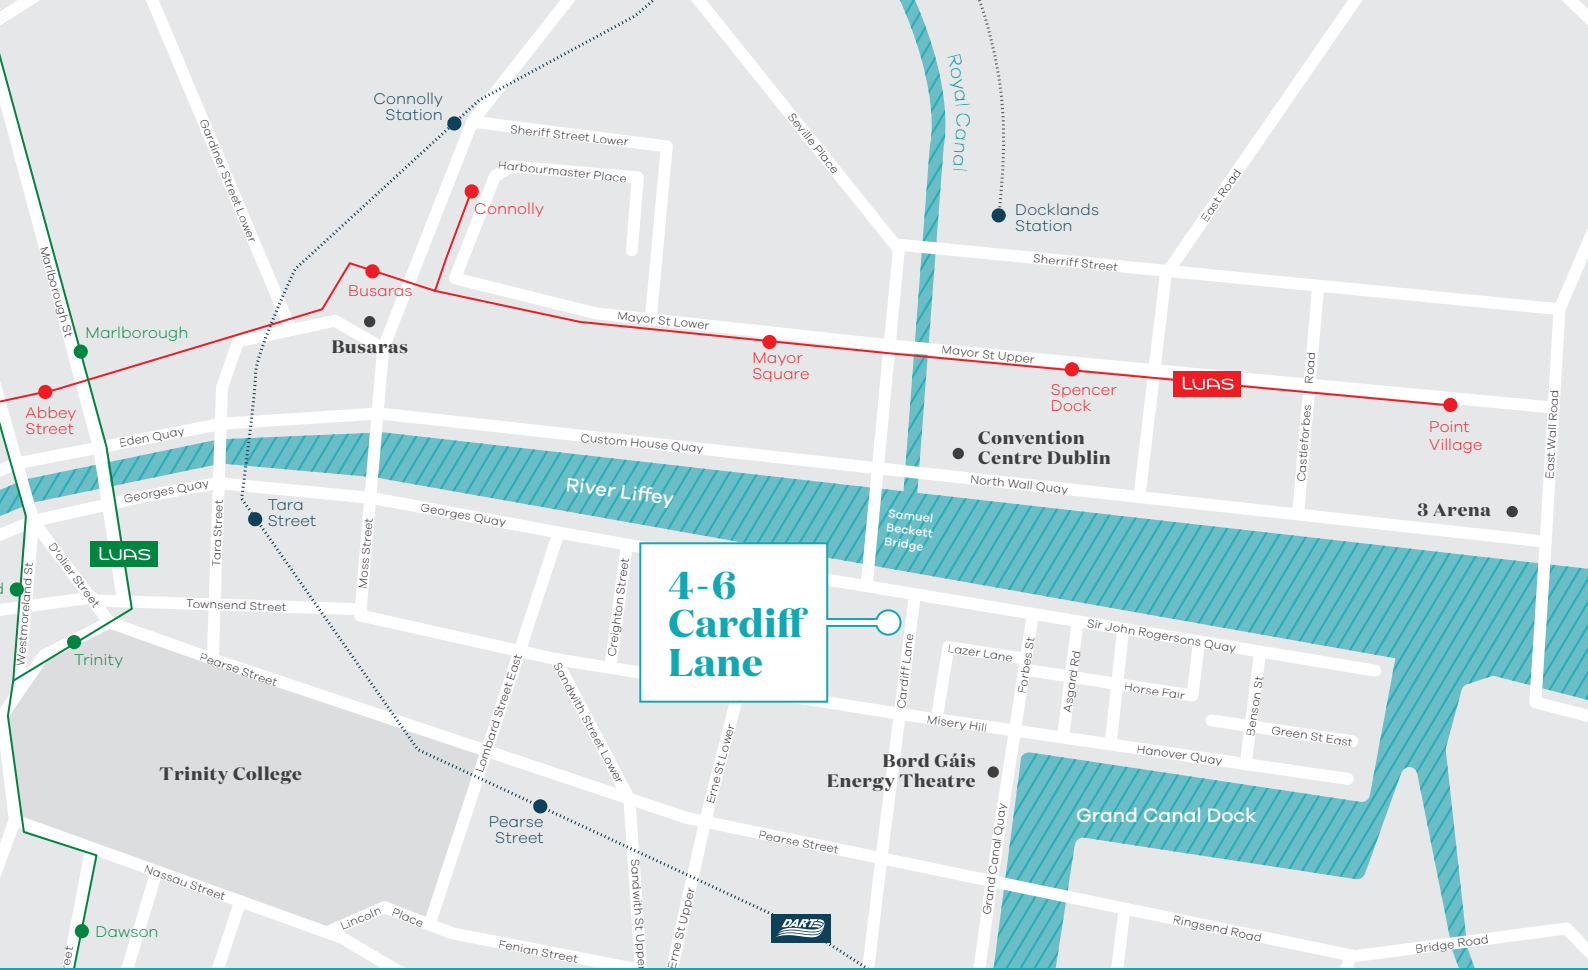 Connolly
Station
Gardiner Street Lower
Marlborough St
Sheriff Street Lower
Harbourmaster Place
Connolly
Seville Place
Royal Canal
Docklands
Station
East Road
Sherriff Street
Busaras
Busaras
Marlborough
Abbey
Street
Eden Quay
Mayor St Lower
Mayor
Square
Mayor St Upper
Spencer
Dock
LUAS
Castleforbes Road
East Wall Road
Point
Village
Convention
Centre Dublin
Custom House Quay
North Wall Quay
3 Arena
River Liffey
Samuel
Beckett
Bridge
Georges Quay
Georges Quay
Tara
Street
Tara Street
Moss Street
LUAS
D'olier Street
Westmoreland St
d
Townsend Street
Trinity
Pearse Street
Creighton Street
4-6
Cardiff
Lane
Cardiff Lane
Lazer Lane
Forbes St
Asgard Rd
Sir John Rogersons Quay
Horse Fair
Benson St
Green St East
Misery Hill
Hanover Quay
Lombard Street East
Sandwith Street Lower
Erne St Lower
Bord Gáis
Energy Theatre
Trinity College
Grand Canal Dock
Pearse
Street
Pearse Street
Grand Canal Quay
Nassau Street
Lincoln Place
Fenian Street
Sandwith St Upper
Erne St Upper
DART
Ringsend Road
Bridge Road
Dawson
reet